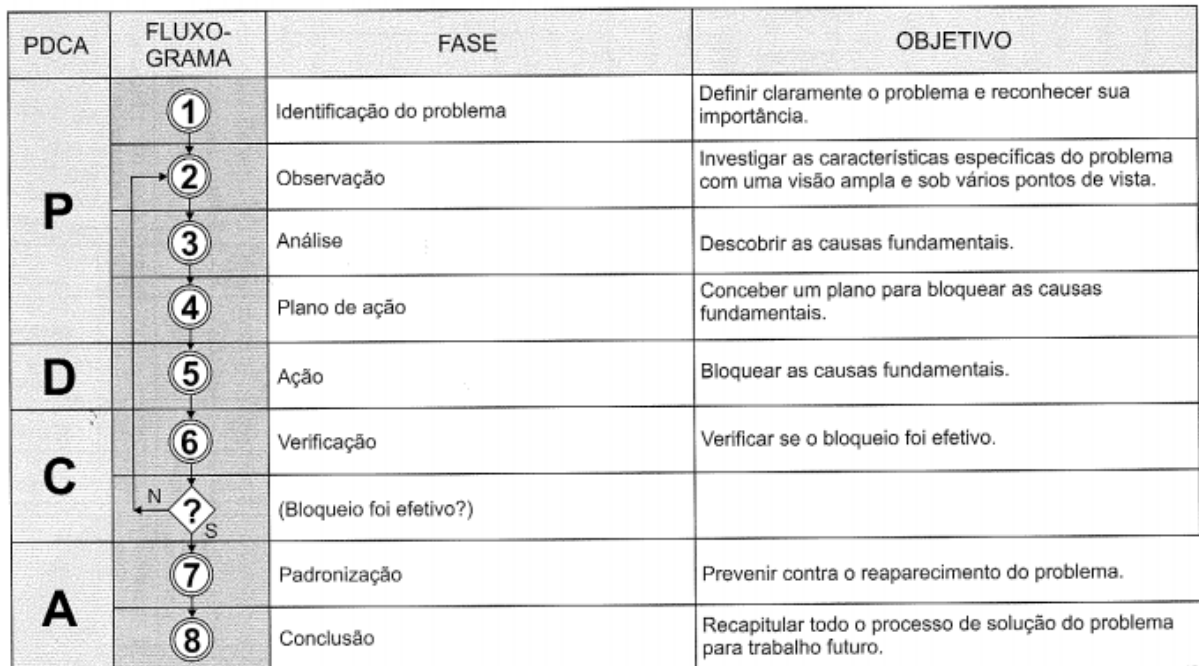 PDCA
FLUXO-
GRAMA
FASE
OBJETIVO
P
1
Identificação do problema
Definir claramente o problema e reconhecer sua
importância.
2
Observação
Investigar as características específicas do problema
com uma visão ampla e sob vários pontos de vista.
3
Análise
Descobrir as causas fundamentais.
4
Plano de ação
Conceber um plano para bloquear as causas
fundamentais.
D
5
Ação
Bloquear as causas fundamentais.
C
6
Verificação
Verificar se o bloqueio foi efetivo.
N
?
S
(Bloqueio foi efetivo?)
A
7
Padronização
Prevenir contra o reaparecimento do problema.
8
Conclusão
Recapitular todo o processo de solução do problema
para trabalho futuro.